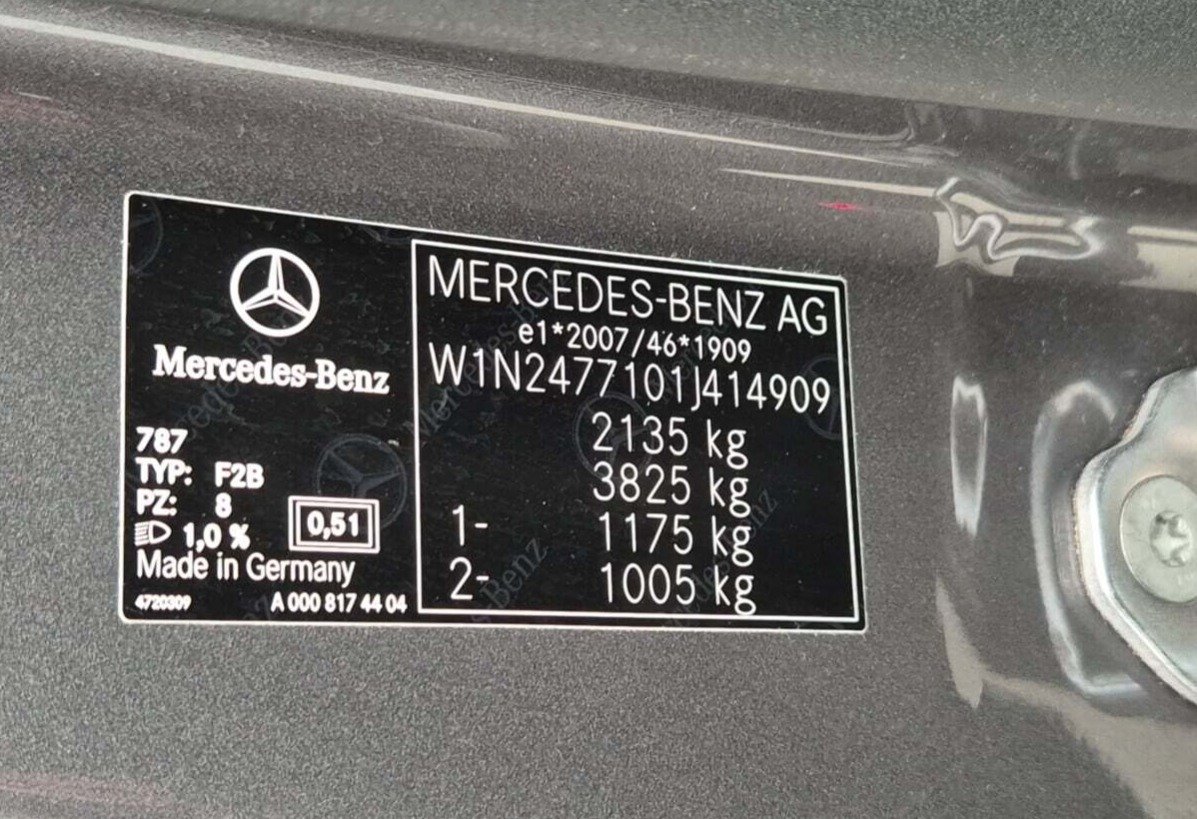 Mercedes-Benz
787
TYP: F2B
PZ: 8
1,0 %
0,51
Made in Germany
4720309
A 000 817 44 04
MERCEDES-BENZ AG
e1*2007/46*1909
W1N2477101J414909
2135 kg
3825 kg
1- 1175 kg
2- 1005 kg